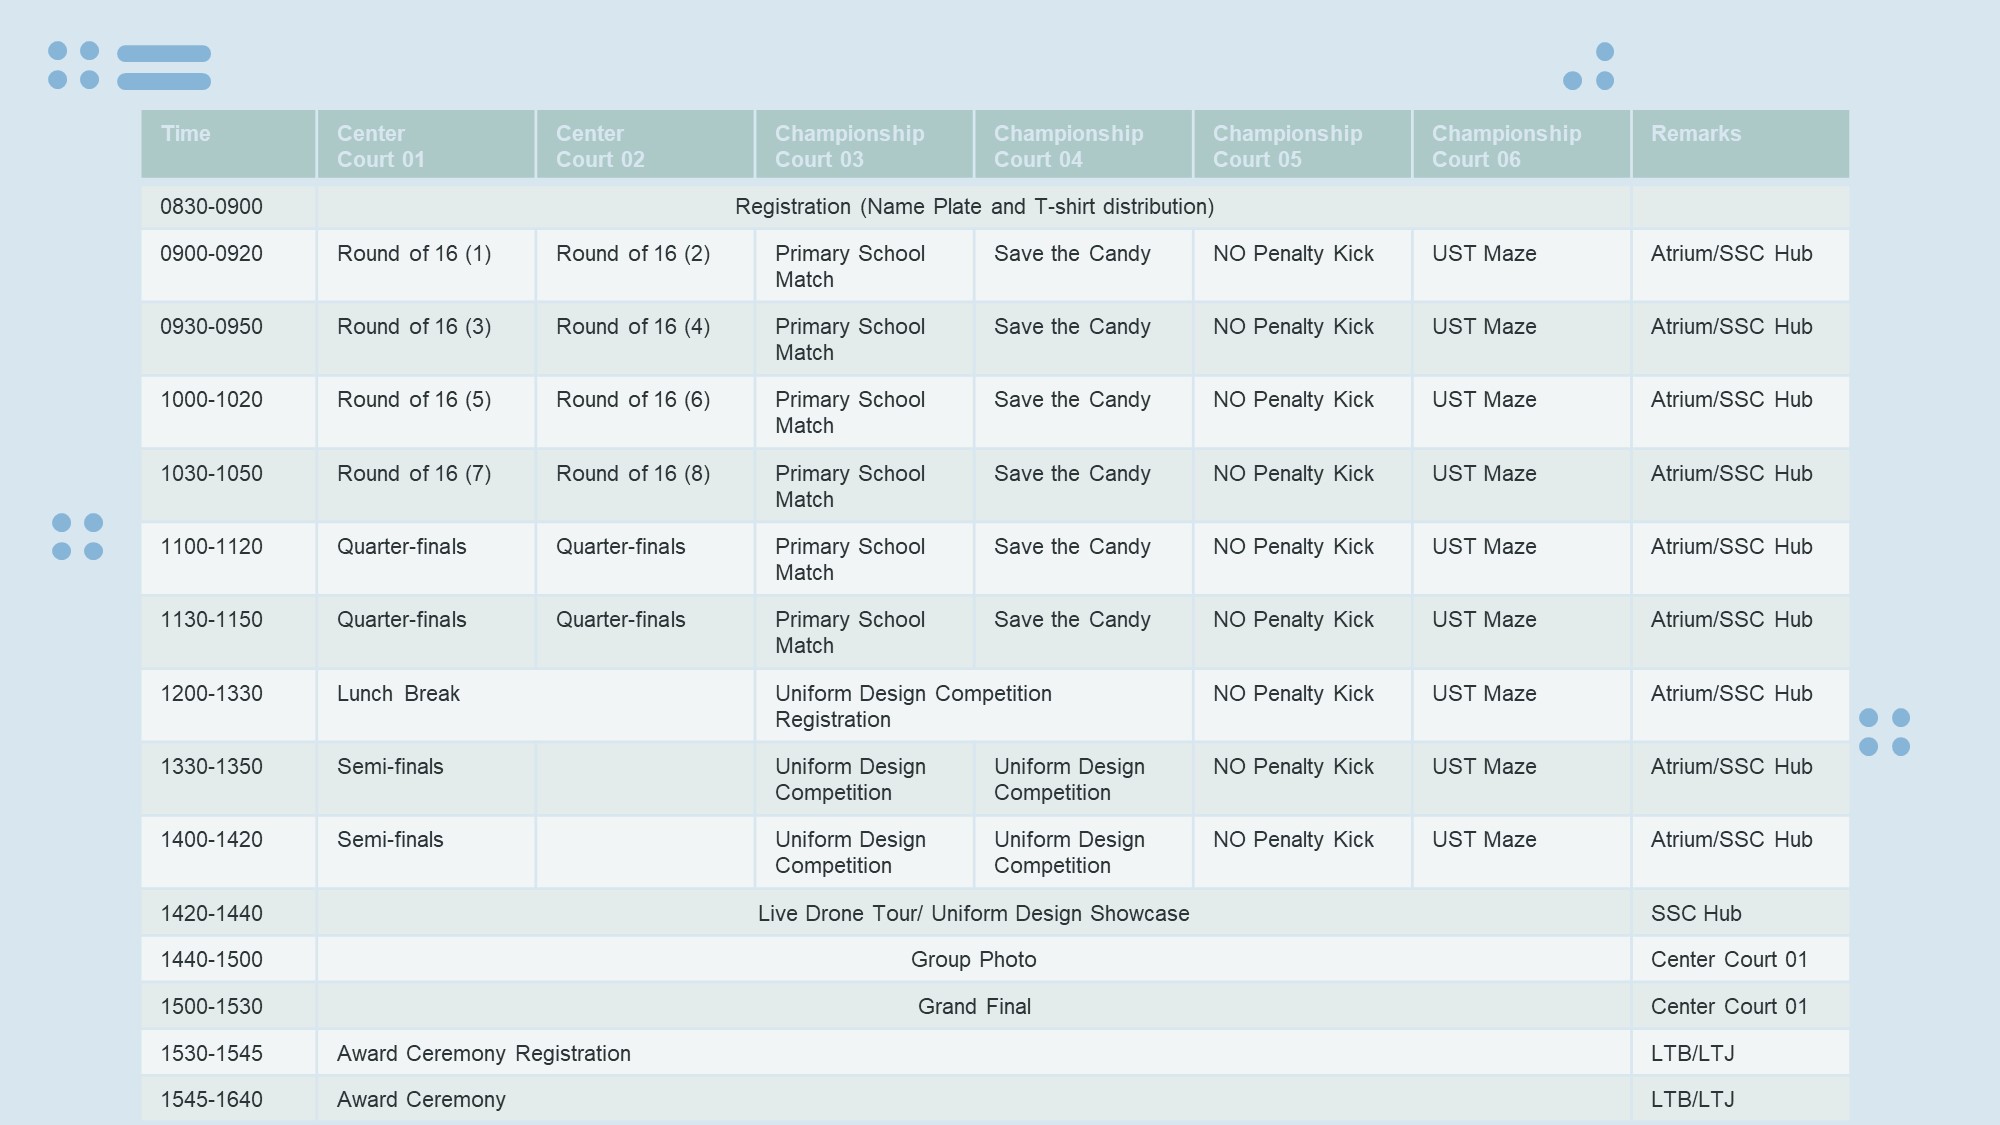 Time Center Court 01 Center Court 02 Championship Court 03 Championship Court 04 Championship Court 05 Championship Court 06 Remarks
0830-0900 Registration (Name Plate and T-shirt distribution)
0900-0920 Round of 16 (1) Round of 16 (2) Primary School Match Save the Candy NO Penalty Kick UST Maze Atrium/SSC Hub
0930-0950 Round of 16 (3) Round of 16 (4) Primary School Match Save the Candy NO Penalty Kick UST Maze Atrium/SSC Hub
1000-1020 Round of 16 (5) Round of 16 (6) Primary School Match Save the Candy NO Penalty Kick UST Maze Atrium/SSC Hub
1030-1050 Round of 16 (7) Round of 16 (8) Primary School Match Save the Candy NO Penalty Kick UST Maze Atrium/SSC Hub
1100-1120 Quarter-finals Quarter-finals Primary School Match Save the Candy NO Penalty Kick UST Maze Atrium/SSC Hub
1130-1150 Quarter-finals Quarter-finals Primary School Match Save the Candy NO Penalty Kick UST Maze Atrium/SSC Hub
1200-1330 Lunch Break Uniform Design Competition Registration NO Penalty Kick UST Maze Atrium/SSC Hub
1330-1350 Semi-finals Uniform Design Competition Uniform Design Competition NO Penalty Kick UST Maze Atrium/SSC Hub
1400-1420 Semi-finals Uniform Design Competition Uniform Design Competition NO Penalty Kick UST Maze Atrium/SSC Hub
1420-1440 Live Drone Tour/ Uniform Design Showcase SSC Hub
1440-1500 Group Photo Center Court 01
1500-1530 Grand Final Center Court 01
1530-1545 Award Ceremony Registration LTB/LTJ
1545-1640 Award Ceremony LTB/LTJ